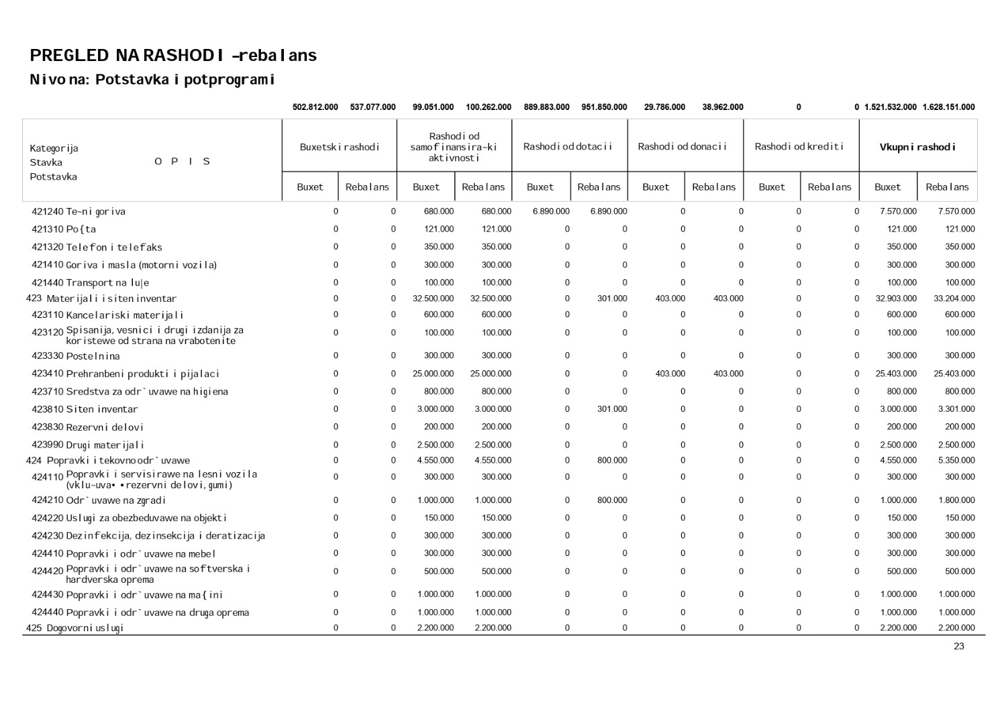 PREGLED NA RASHODI -rebalans
Nivo na: Potstavka i potprogrami
502.812.000 537.077.000 99.051.000 100.262.000 889.883.000 951.850.000 29.786.000 38.962.000 0 0 1.521.532.000 1.628.151.000
Kategorija
Stavka
Potstavka
O P I S
Buxetski rashodi
Rashodi od
samofinansira~ki
aktivnosti
Rashodi od dotacii
Rashodi od donacii
Rashodi od krediti
Vkupni rashodi
Buxet Rebalans Buxet Rebalans Buxet Rebalans Buxet Rebalans Buxet Rebalans Buxet Rebalans
421240 Te~ni goriva 0 0 680.000 680.000 6.890.000 6.890.000 0 0 0 0 7.570.000 7.570.000
421310 Po{ta 0 0 121.000 121.000 0 0 0 0 0 0 121.000 121.000
421320 Telefon i telefaks 0 0 350.000 350.000 0 0 0 0 0 0 350.000 350.000
421410 Goriva i masla (motorni vozila) 0 0 300.000 300.000 0 0 0 0 0 0 300.000 300.000
421440 Transport na lu|e 0 0 100.000 100.000 0 0 0 0 0 0 100.000 100.000
423 Materijali i siten inventar 0 0 32.500.000 32.500.000 0 301.000 403.000 403.000 0 0 32.903.000 33.204.000
423110 Kancelariski materijali 0 0 600.000 600.000 0 0 0 0 0 0 600.000 600.000
423120 Spisanija, vesnici i drugi izdanija za
koristewe od strana na vrabotenite 0 0 100.000 100.000 0 0 0 0 0 0 100.000 100.000
423330 Postelnina 0 0 300.000 300.000 0 0 0 0 0 0 300.000 300.000
423410 Prehranbeni produkti i pijalaci 0 0 25.000.000 25.000.000 0 0 403.000 403.000 0 0 25.403.000 25.403.000
423710 Sredstva za odr`uvawe na higiena 0 0 800.000 800.000 0 0 0 0 0 0 800.000 800.000
423810 Siten inventar 0 0 3.000.000 3.000.000 0 301.000 0 0 0 0 3.000.000 3.301.000
423830 Rezervni delovi 0 0 200.000 200.000 0 0 0 0 0 0 200.000 200.000
423990 Drugi materijali 0 0 2.500.000 2.500.000 0 0 0 0 0 0 2.500.000 2.500.000
424 Popravki i tekovno odr`uvawe 0 0 4.550.000 4.550.000 0 800.000 0 0 0 0 4.550.000 5.350.000
424110 Popravki i servisirawe na lesni vozila
(vklu~uva• •rezervni delovi, gumi) 0 0 300.000 300.000 0 0 0 0 0 0 300.000 300.000
424210 Odr`uvawe na zgradi 0 0 1.000.000 1.000.000 0 800.000 0 0 0 0 1.000.000 1.800.000
424220 Uslugi za obezbeduvawe na objekti 0 0 150.000 150.000 0 0 0 0 0 0 150.000 150.000
424230 Dezinfekcija, dezinsekcija i deratizacija 0 0 300.000 300.000 0 0 0 0 0 0 300.000 300.000
424410 Popravki i odr`uvawe na mebel 0 0 300.000 300.000 0 0 0 0 0 0 300.000 300.000
424420 Popravki i odr`uvawe na softverska i
hardverska oprema 0 0 500.000 500.000 0 0 0 0 0 0 500.000 500.000
424430 Popravki i odr`uvawe na ma{ini 0 0 1.000.000 1.000.000 0 0 0 0 0 0 1.000.000 1.000.000
424440 Popravki i odr`uvawe na druga oprema 0 0 1.000.000 1.000.000 0 0 0 0 0 0 1.000.000 1.000.000
425 Dogovorni uslugi 0 0 2.200.000 2.200.000 0 0 0 0 0 0 2.200.000 2.200.000
23